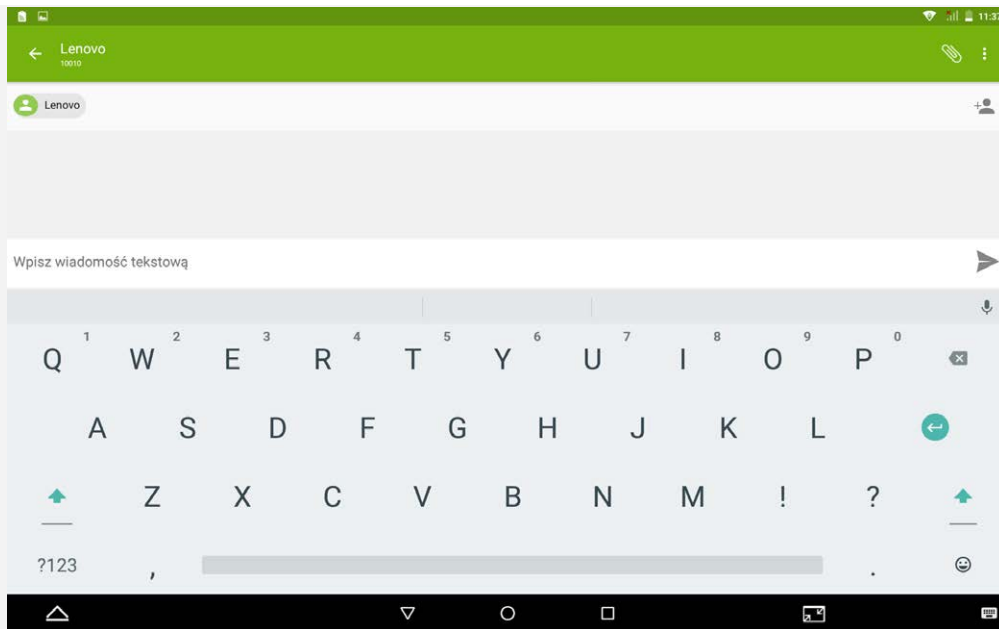 11:37
Lenovo
10010
Lenovo
Wpisz wiadomość tekstową
1 2 3 4 5 6 7 8 9 0
Q W E R T Y U I O P
A S D F G H J K L
Z X C V B N M ! ?
?123 , .